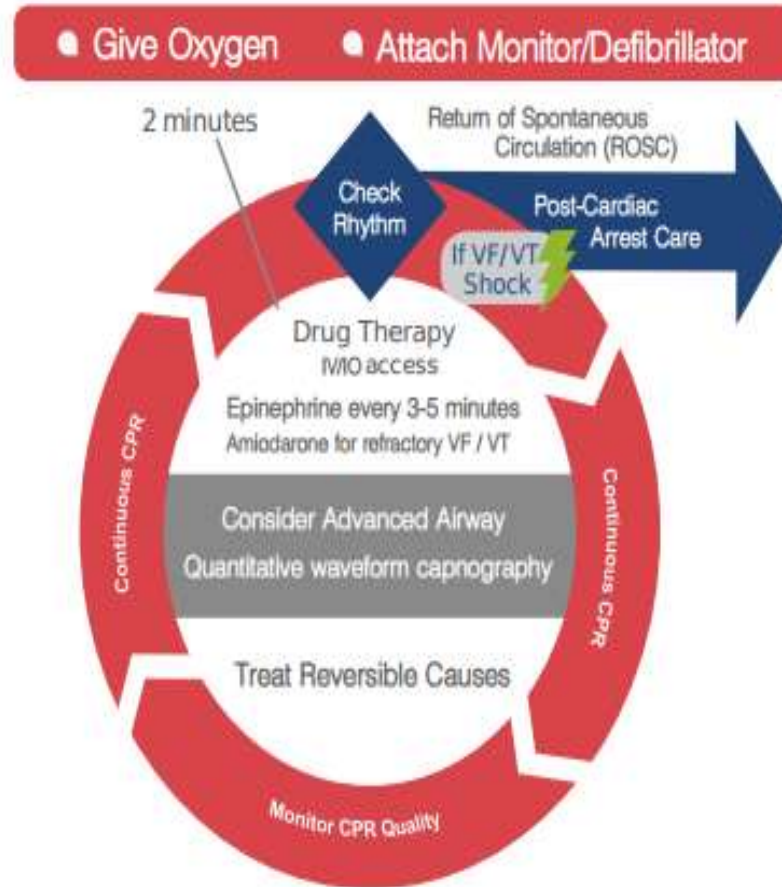 Give Oxygen
Attach Monitor/Defibrillator
2 minutes
Return of Spontaneous
Circulation (ROSC)
Check
Rhythm
Post-Cardiac
Arrest Care
If VF/VT
Shock
Drug Therapy
IV/IO access
Epinephrine every 3-5 minutes
Amiodarone for refractory VF / VT
Continuous CPR
Consider Advanced Airway
Quantitative waveform capnography
Continuous CPR
Treat Reversible Causes
Monitor CPR Quality